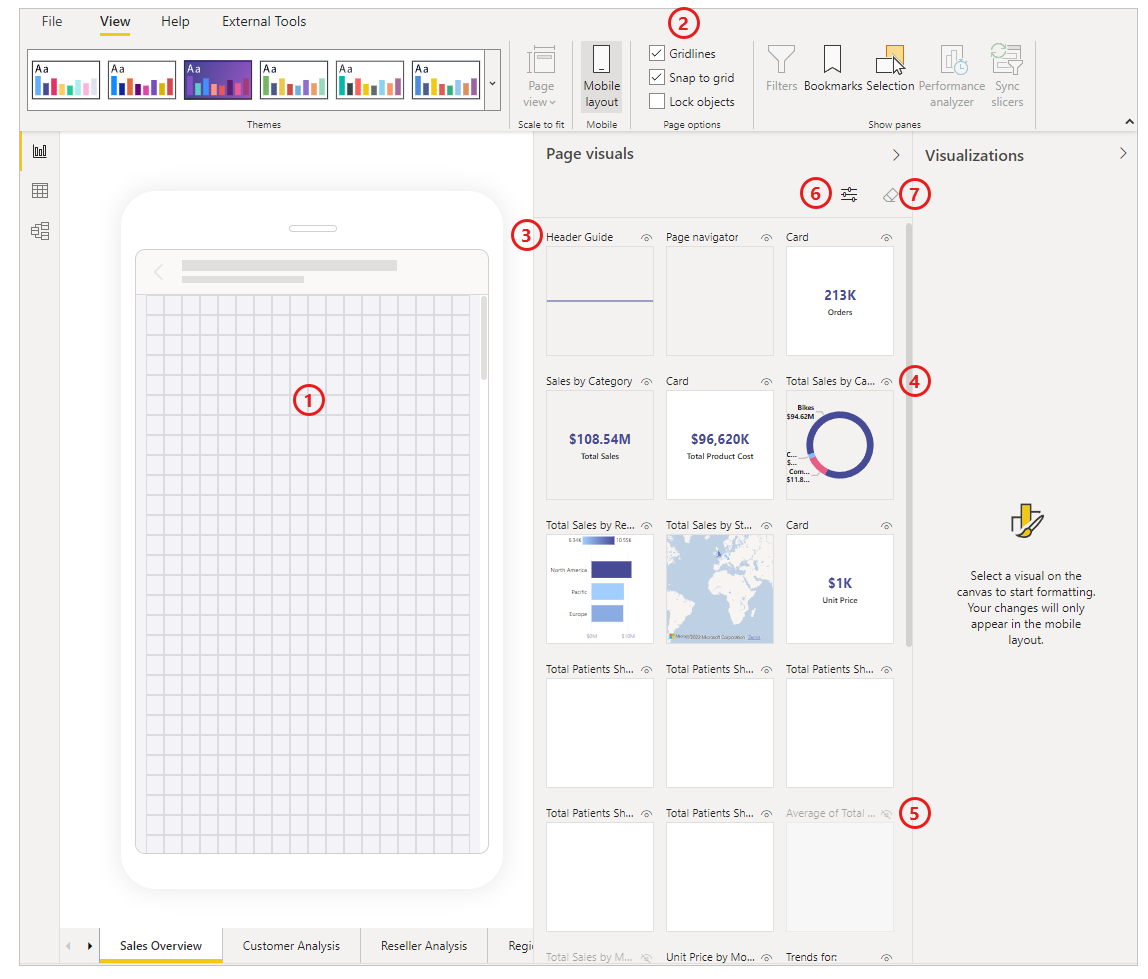 File View Help External Tools
2
Aa Aa Aa Aa Aa Aa
Page view
Mobile layout
Gridlines
Snap to grid
Lock objects
Filters Bookmarks Selection Performance analyzer Sync slicers
Themes Scale to fit Mobile Page options Show panes
Page visuals
Visualizations
6
7
3
Header Guide Page navigator Card
213K
Orders
1
Sales by Category Card Total Sales by Ca...
4
Bikes
$94.62M
$108.54M $96,620K
Total Sales Total Product Cost
C...
$...
Com...
$11.8...
Total Sales by Re... Total Sales by St... Card
6.34K 10.55K
North America
Pacific
Europe
$0M $10M
$1K
Unit Price
Select a visual on the
canvas to start formatting.
Your changes will only
appear in the mobile
layout.
Total Patients Sh... Total Patients Sh... Total Patients Sh...
Total Patients Sh... Total Patients Sh... Average of Total ...
5
Sales Overview Customer Analysis Reseller Analysis Regi
Total Sales by M... Unit Price by Mo... Trends for: